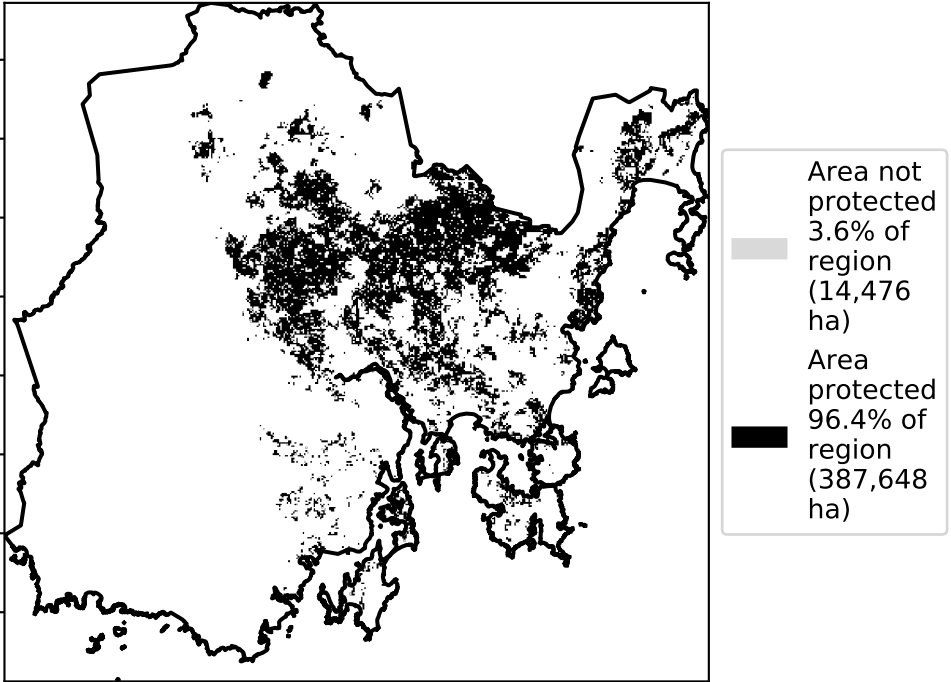 Area not
protected
3.6% of
region
(14,476
ha)
Area
protected
96.4% of
region
(387,648
ha)